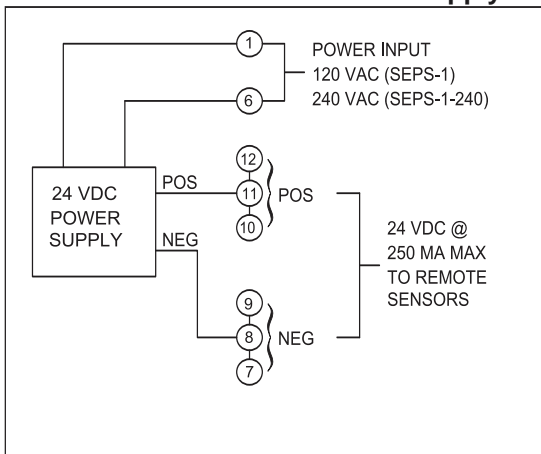 1
POWER INPUT
120 VAC (SEPS-1)
6
240 VAC (SEPS-1-240)
12
24 VDC
POWER
SUPPLY
POS
11
POS
10
NEG
24 VDC @
250 MA MAX
TO REMOTE
SENSORS
9
8
NEG
7